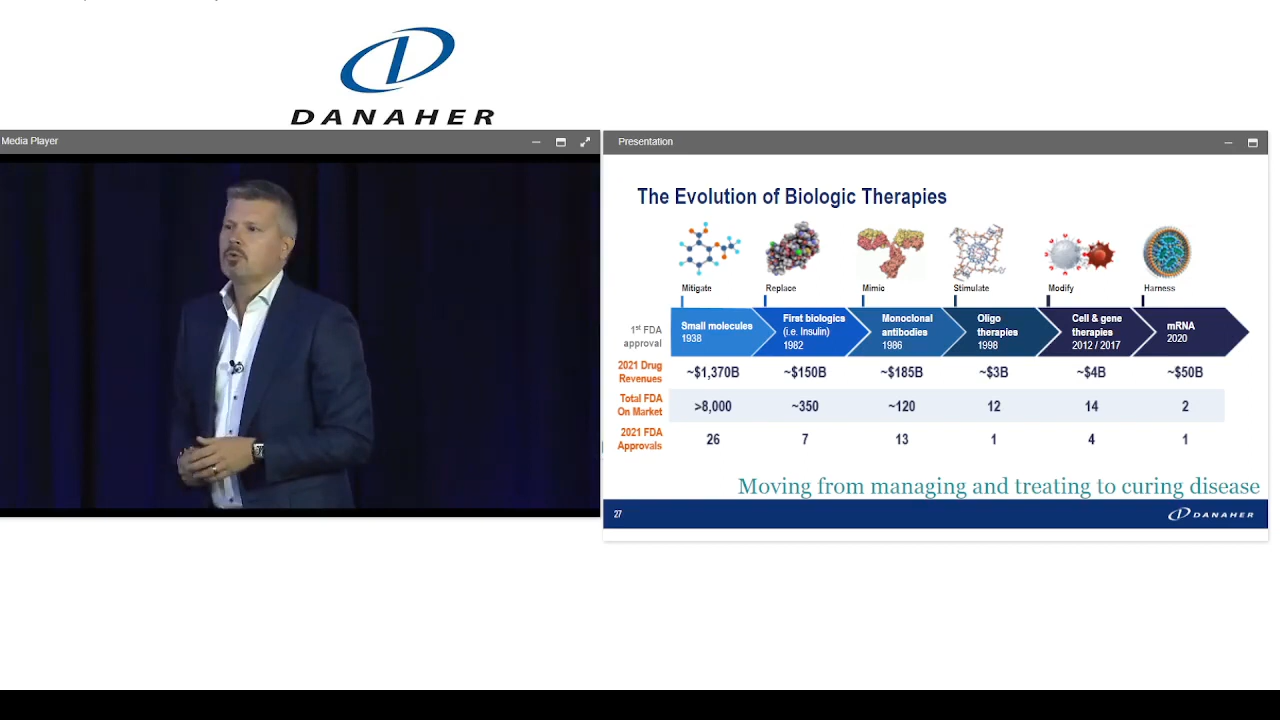 DANAHER
Media Player
Presentation
The Evolution of Biologic Therapies
Mitigate
Replace
Mimic
Stimulate
Modify
Harness
1st FDA
approval
Small molecules
1938
First biologics
(i.e. Insulin)
1982
Monoclonal
antibodies
1986
Oligo
therapies
1998
Cell & gene
therapies
2012 / 2017
mRNA
2020
2021 Drug
Revenues
~$1,370B
~$150B
~$185B
~$3B
~$4B
~$50B
Total FDA
On Market
>8,000
~350
~120
12
14
2
2021 FDA
Approvals
26
7
13
1
4
1
Moving from managing and treating to curing disease
27
DANAHER